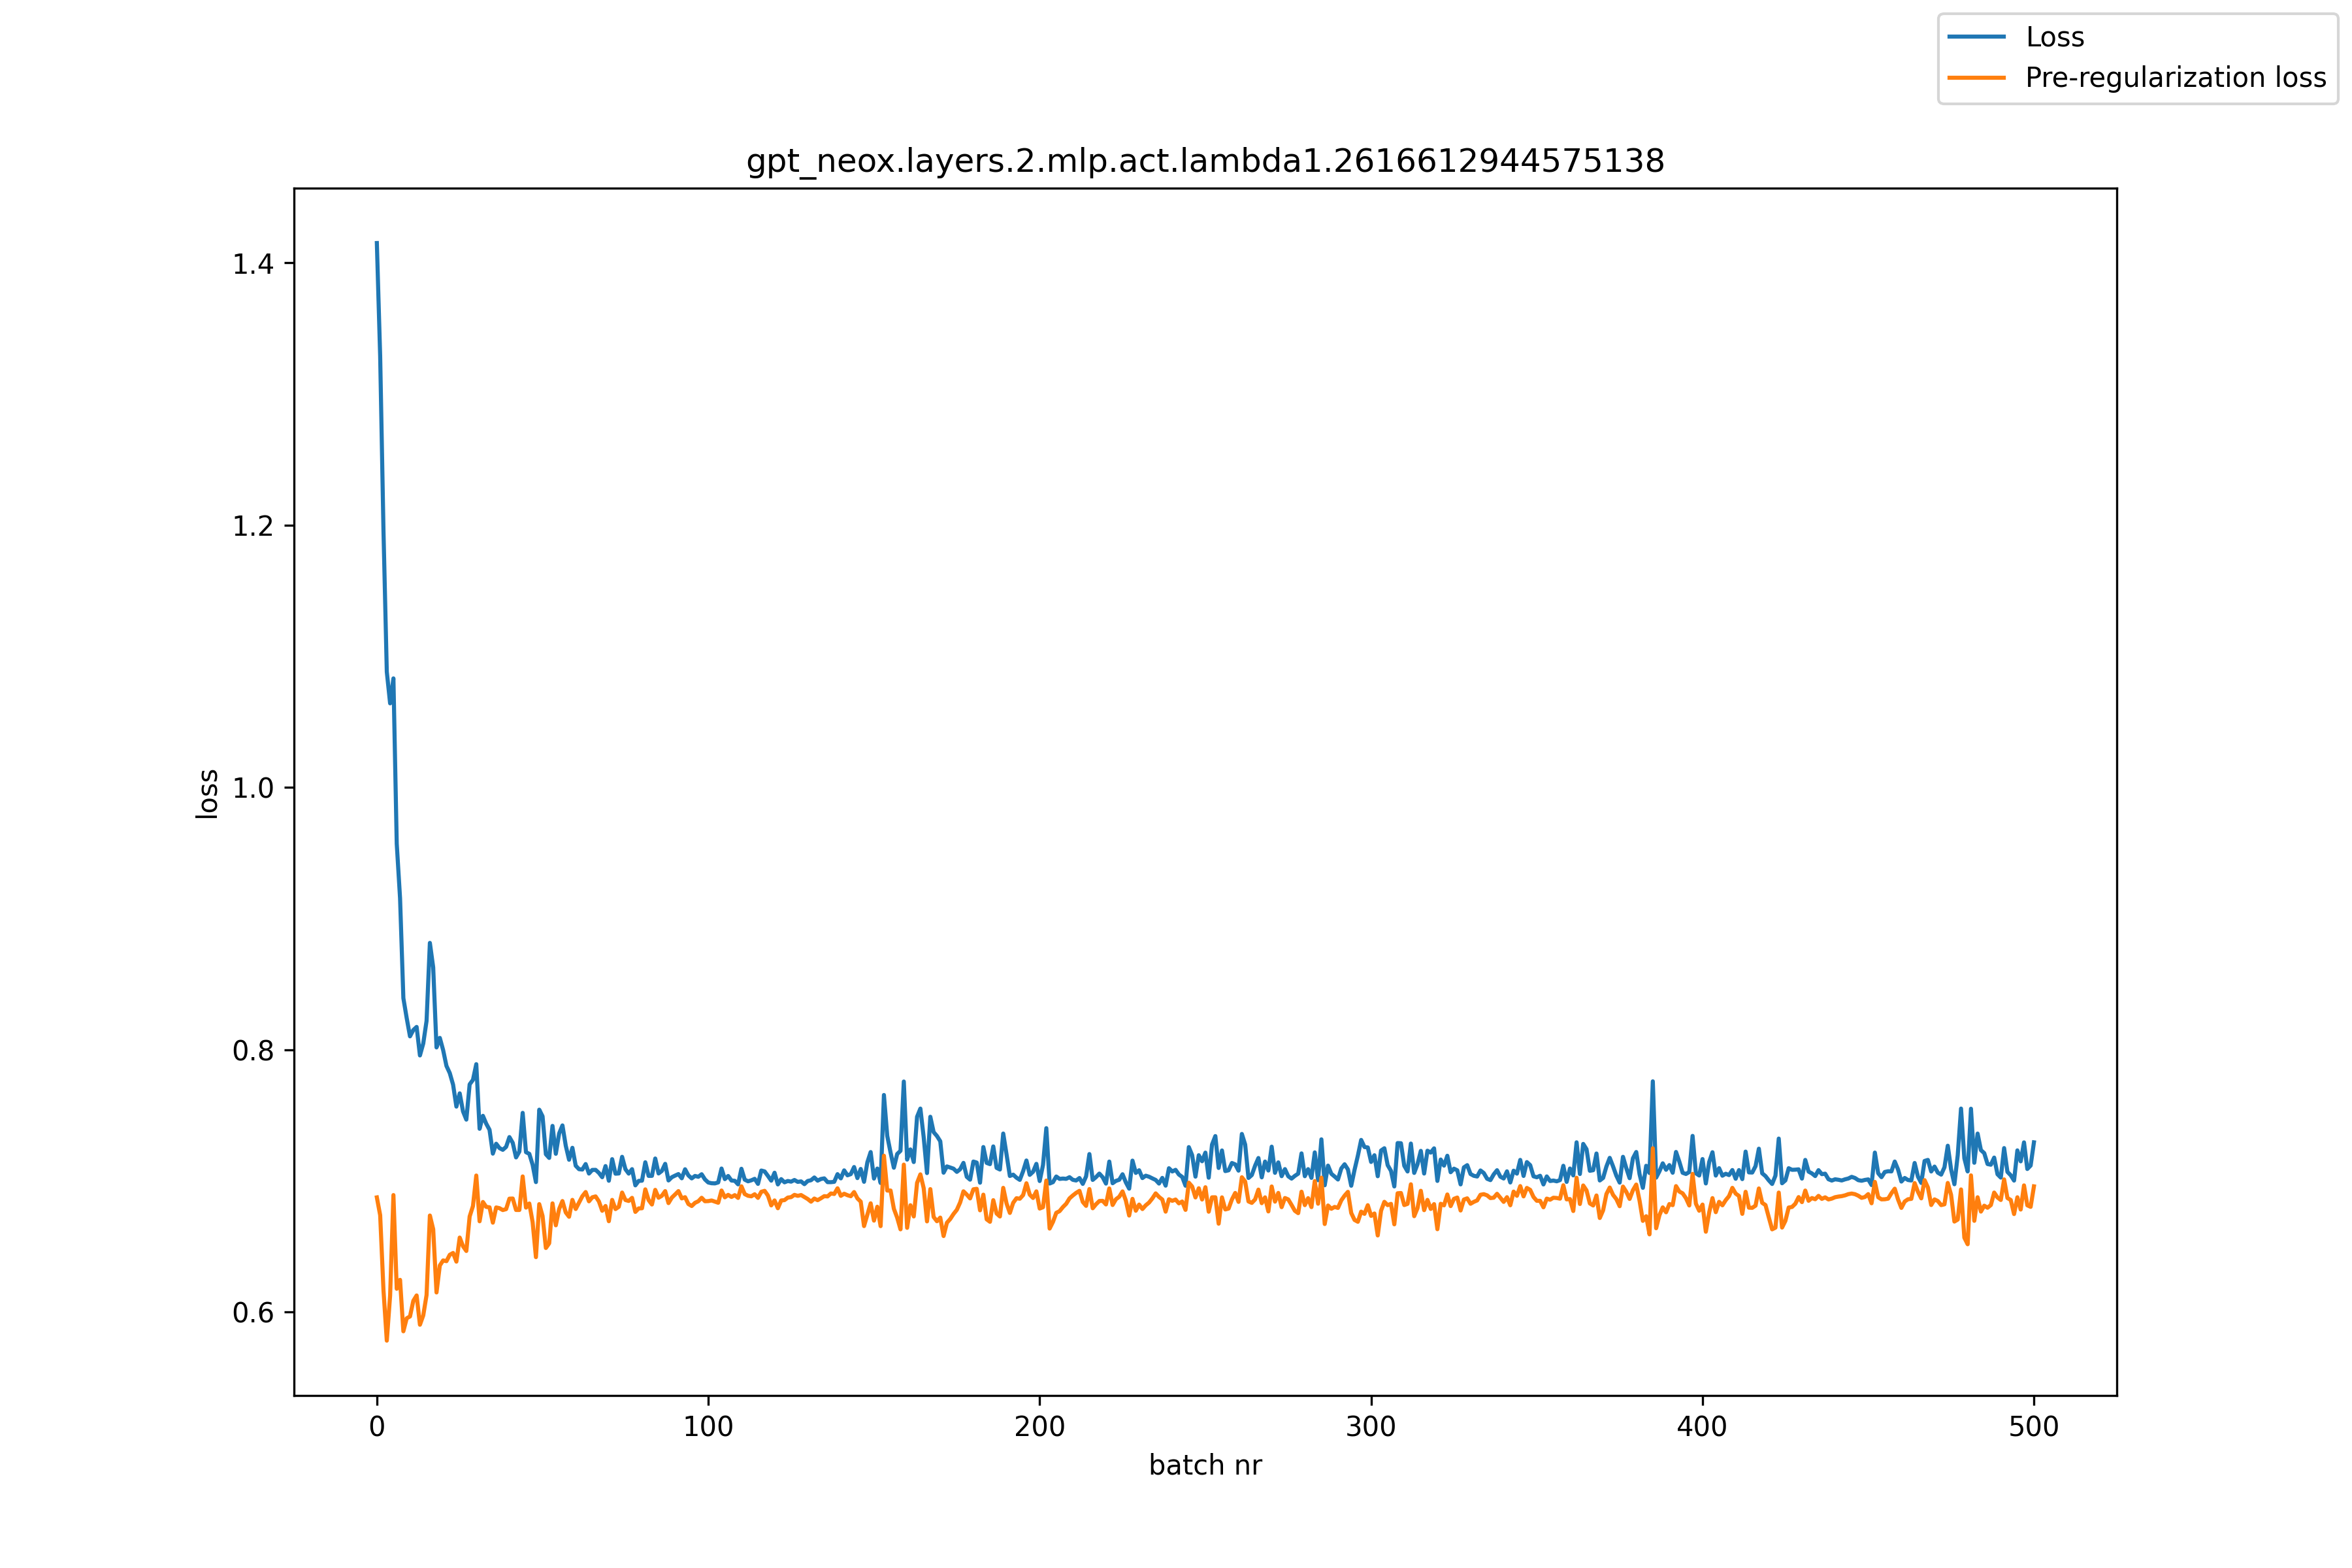 Loss
Pre-regularization loss
gpt_neox.layers.2.mlp.act.lambda1.2616612944575138
1.4
1.2
1.0
0.8
0.6
loss
0 100 200 300 400 500
batch nr